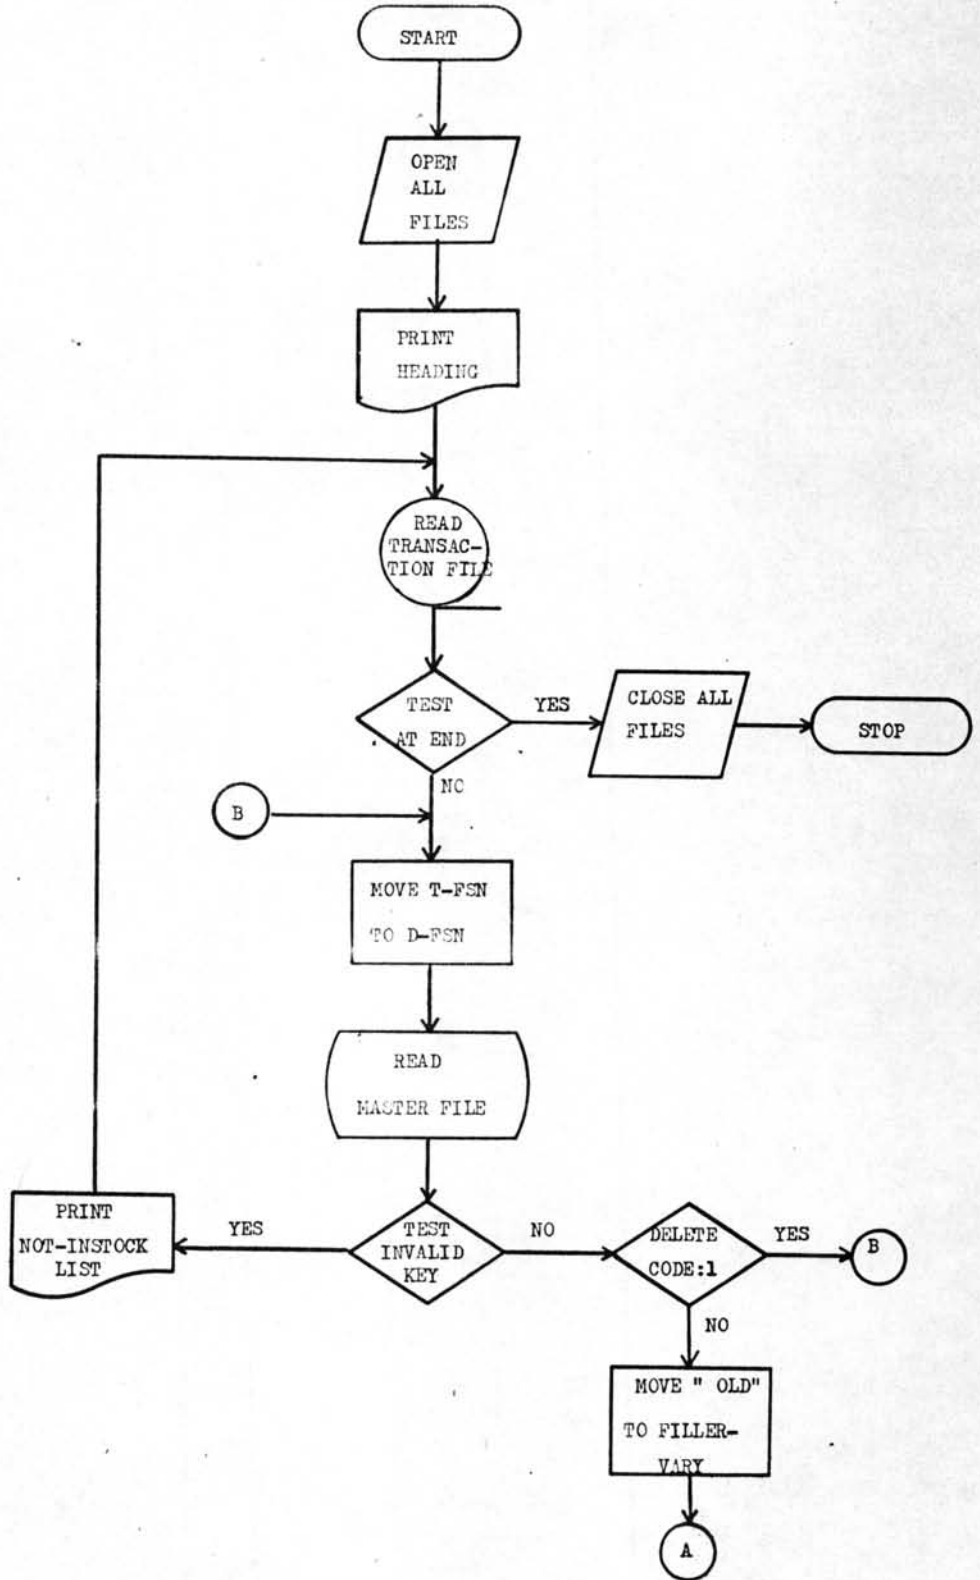 START
OPEN
ALL
FILES
PRINT
HEADING
READ
TRANSAC-
TION FILE
TEST
AT END
YES
CLOSE ALL
FILES
STOP
NO
B
MOVE T-FSN
TO D-FSN
READ
MASTER FILE
PRINT
NOT-INSTOCK
LIST
YES
TEST
INVALID
KEY
NO
DELETE
CODE:1
YES
B
NO
MOVE " OLD"
TO FILLER-
VARY
A